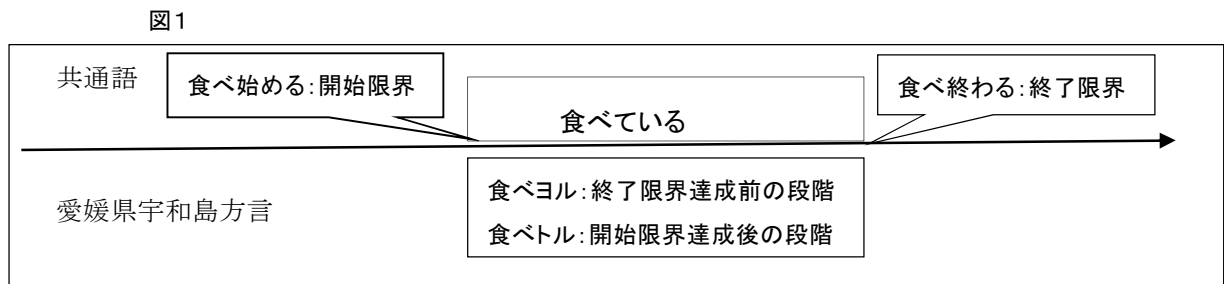 図1
共通語
食べ始める:開始限界
食べ終わる:終了限界
食べている
食べヨル:終了限界達成前の段階
愛媛県宇和島方言
食べトル:開始限界達成後の段階